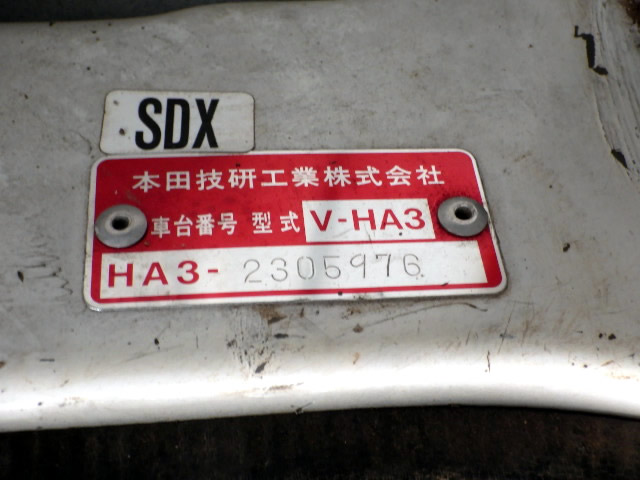 SDX
本田技研工業株式会社
車台番号 型式 V-HA3
HA3- 2305976